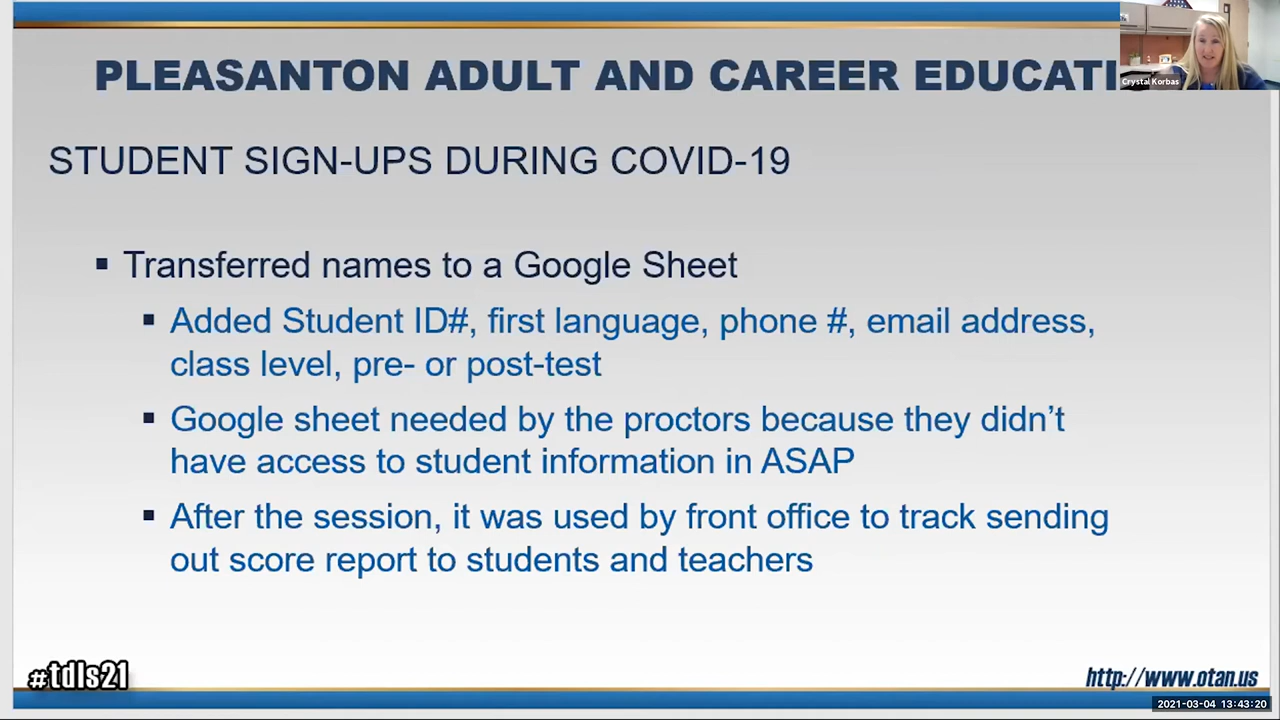 PLEASANTON ADULT AND CAREER EDUCATI
Crystal Korbas
STUDENT SIGN-UPS DURING COVID-19
Transferred names to a Google Sheet
Added Student ID#, first language, phone #, email address,
class level, pre- or post-test
Google sheet needed by the proctors because they didn't
have access to student information in ASAP
After the session, it was used by front office to track sending
out score report to students and teachers
#tdls21
http://www.otan.us
2021-03-04 13:43:20